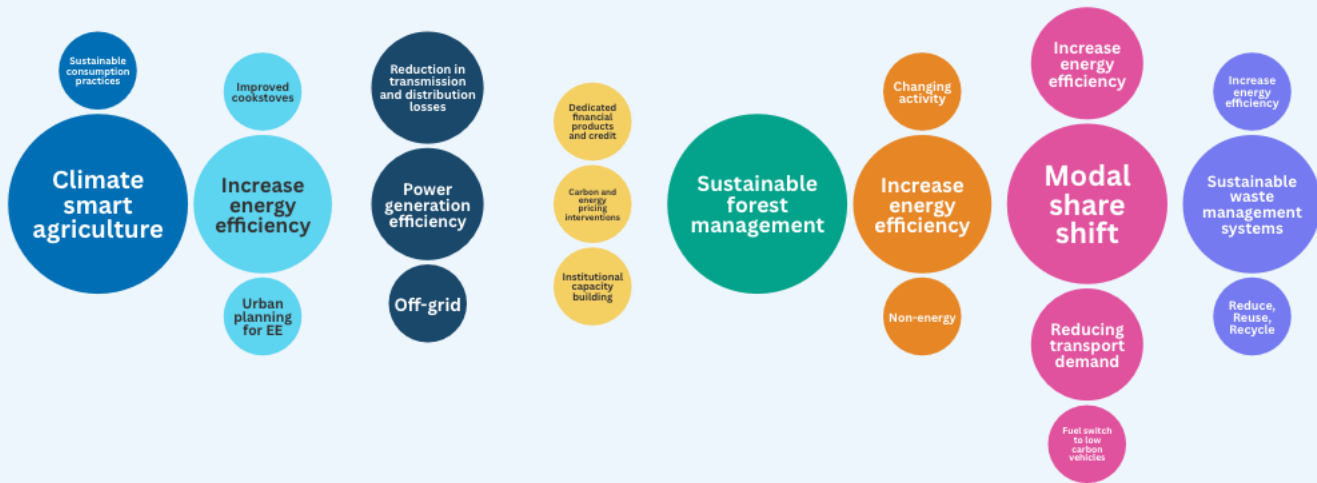 Sustainable
consumption
practices
Climate
smart
agriculture
Improved
cookstoves
Increase
energy
efficiency
Urban
planning
for EE
Reduction in
transmission
and distribution
losses
Power
generation
efficiency
Off-grid
Dedicated
financial
products
and credit
Carbon and
energy
pricing
interventions
Institutional
capacity
building
Sustainable
forest
management
Changing
activity
Increase
energy
efficiency
Non-energy
Increase
energy
efficiency
Modal
share
shift
Reducing
transport
demand
Fuel switch
to low
carbon
vehicles
Increase
energy
efficiency
Sustainable
waste
management
systems
Reduce,
Reuse,
Recycle